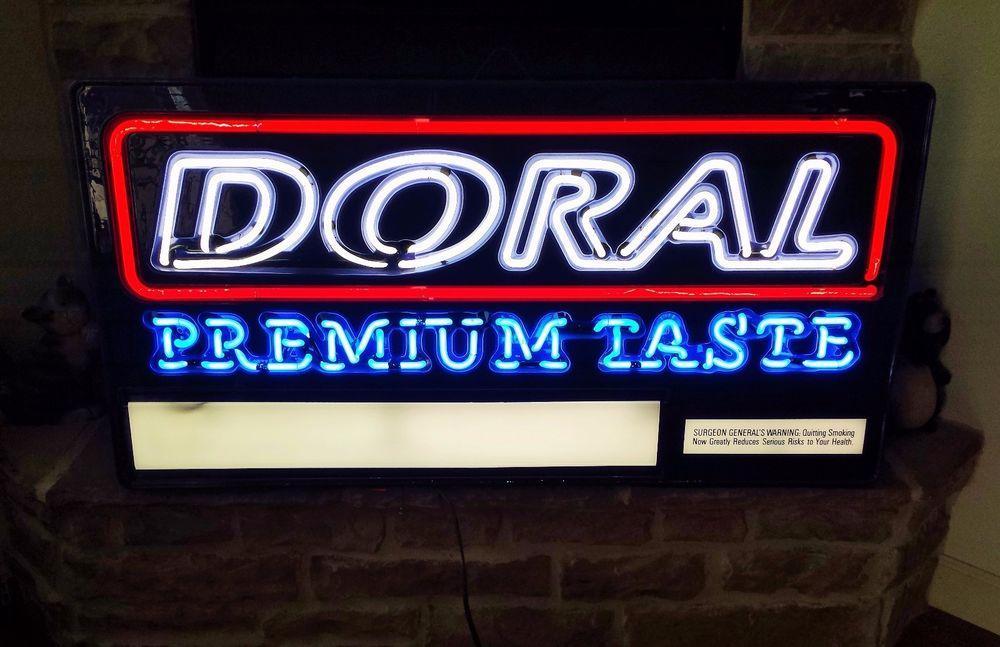 DORAL
PREMIUM TASTE
SURGEON GENERAL'S WARNING: Quitting Smoking
Now Greatly Reduces Serious Risks to Your Health.